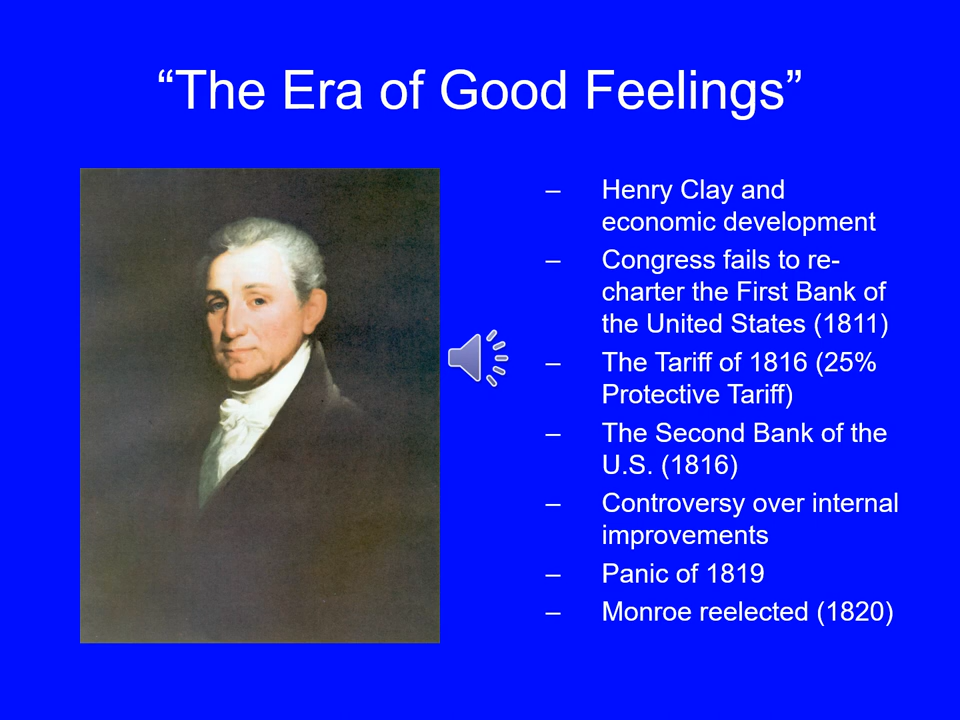 “The Era of Good Feelings”
– Henry Clay and
economic development
– Congress fails to re-
charter the First Bank of
the United States (1811)
– The Tariff of 1816 (25%
Protective Tariff)
– The Second Bank of the
U.S. (1816)
– Controversy over internal
improvements
– Panic of 1819
– Monroe reelected (1820)